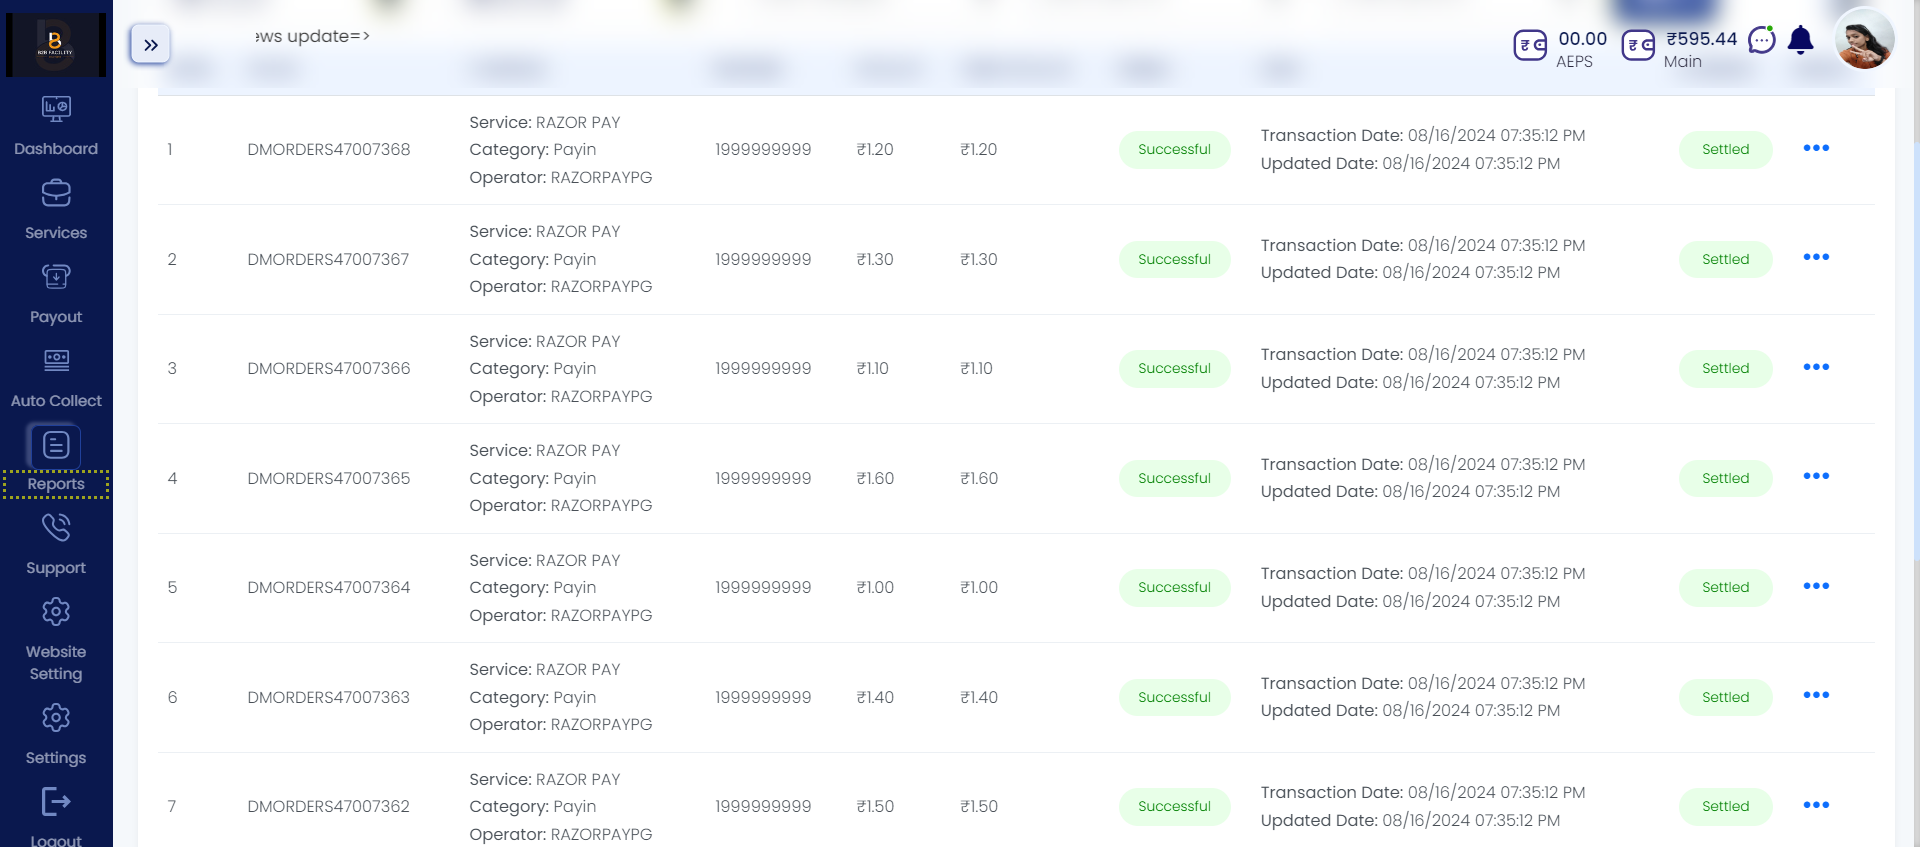 B2B FACILITY
ews update=>
₹ 00.00
AEPS
₹ ₹595.44
Main
Dashboard
Services
Payout
Auto Collect
Reports
Support
Website
Setting
Settings
Logout
1 DMORDERS47007368 Service: RAZOR PAY Category: Payin Operator: RAZORPAYPG 1999999999 ₹1.20 ₹1.20 Successful Transaction Date: 08/16/2024 07:35:12 PM Updated Date: 08/16/2024 07:35:12 PM Settled
2 DMORDERS47007367 Service: RAZOR PAY Category: Payin Operator: RAZORPAYPG 1999999999 ₹1.30 ₹1.30 Successful Transaction Date: 08/16/2024 07:35:12 PM Updated Date: 08/16/2024 07:35:12 PM Settled
3 DMORDERS47007366 Service: RAZOR PAY Category: Payin Operator: RAZORPAYPG 1999999999 ₹1.10 ₹1.10 Successful Transaction Date: 08/16/2024 07:35:12 PM Updated Date: 08/16/2024 07:35:12 PM Settled
4 DMORDERS47007365 Service: RAZOR PAY Category: Payin Operator: RAZORPAYPG 1999999999 ₹1.60 ₹1.60 Successful Transaction Date: 08/16/2024 07:35:12 PM Updated Date: 08/16/2024 07:35:12 PM Settled
5 DMORDERS47007364 Service: RAZOR PAY Category: Payin Operator: RAZORPAYPG 1999999999 ₹1.00 ₹1.00 Successful Transaction Date: 08/16/2024 07:35:12 PM Updated Date: 08/16/2024 07:35:12 PM Settled
6 DMORDERS47007363 Service: RAZOR PAY Category: Payin Operator: RAZORPAYPG 1999999999 ₹1.40 ₹1.40 Successful Transaction Date: 08/16/2024 07:35:12 PM Updated Date: 08/16/2024 07:35:12 PM Settled
7 DMORDERS47007362 Service: RAZOR PAY Category: Payin Operator: RAZORPAYPG 1999999999 ₹1.50 ₹1.50 Successful Transaction Date: 08/16/2024 07:35:12 PM Updated Date: 08/16/2024 07:35:12 PM Settled